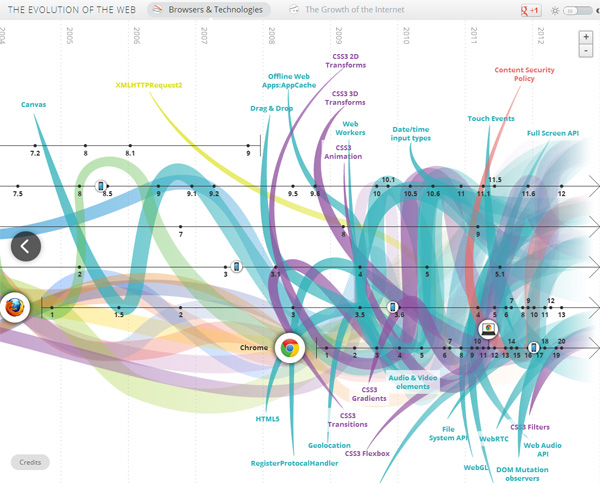 THE EVOLUTION OF THE WEB
Browsers & Technologies
The Growth of the Internet
+1
2004 2005 2006 2007 2008 2009 2010 2011 2012
+
-
CSS3 2D
Transforms
Content Security
Policy
Offline Web
Apps:AppCache
XMLHTTPRequest2
CSS3 3D
Transforms
Canvas
Drag & Drop
Web
Workers
Date/time
input types
Touch Events
Full Screen API
CSS3
Animation
7.2 8 8.1 9
10.1 11.5
7.5 8 8.5 9 9.1 9.2 9.5 9.6 10 10.5 10.6 11 11.1 11.6 12
7 8 9
2 3 3.1 4 5 5.1
6 7 9 11 12
1 1.5 2 3 3.5 3.6 4 5 8 10 13
Chrome
10 12 14 18 20
1 2 3 4 5 6 7 8 9 11 13 15 16 17 19
Audio & Video
elements
CSS3
Gradients
HTML5
CSS3
Transitions
CSS3 Flexbox
Geolocation
RegisterProtocalHandler
File
System API
WebRTC
CSS3 Filters
Web Audio
API
WebGL
DOM Mutation
observers
Credits